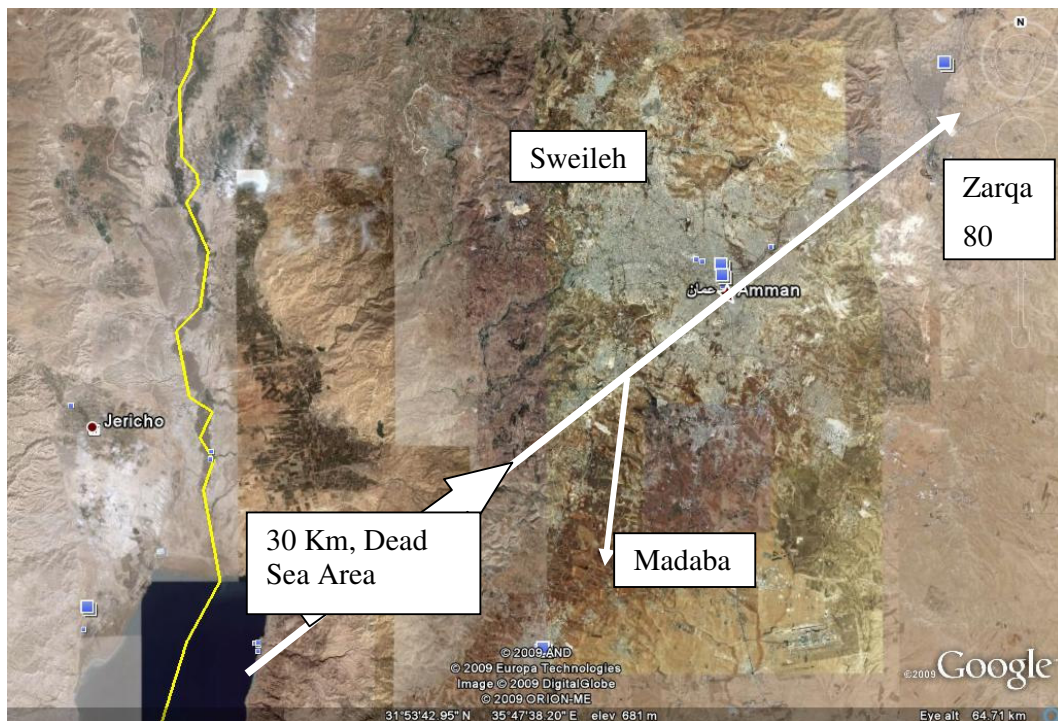 N
Sweileh
Zarqa
80
عمان Amman
Jericho
30 Km, Dead
Sea Area
Madaba
© 2009 AND
© 2009 Europa Technologies
Image © 2009 DigitalGlobe
© 2009 ORION-ME
©2009 Google
31°53'42.95" N 35°47'38.20" E elev 681 m Eye alt 64.71 km